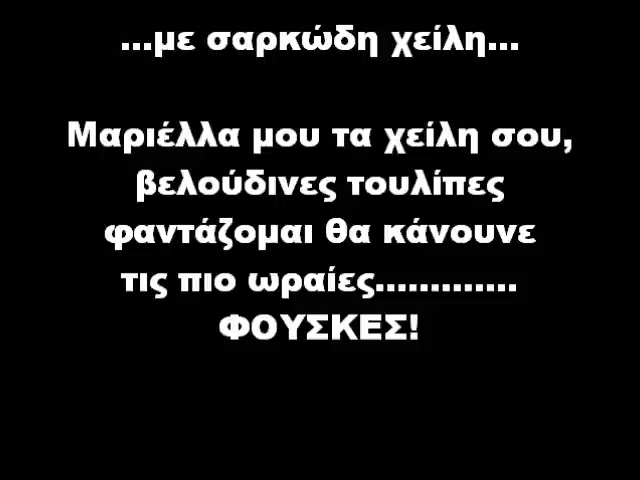 ...με σαρκώδη χείλη...
Μαριέλλα μου τα χείλη σου,
βελούδινες τουλίπες
φαντάζομαι θα κάνουνε
τις πιο ωραίες.............
ΦΟΥΣΚΕΣ!